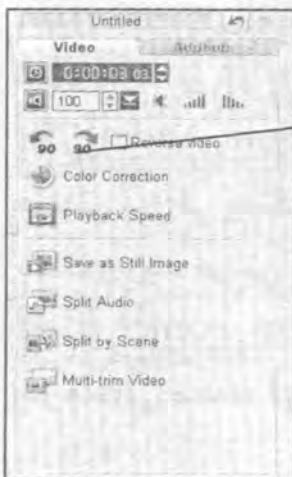 Untitled
Video Attribute
0:00:03.03
100
90 90 Reverse video
Color Correction
Playback Speed
Save as Still Image
Split Audio
Split by Scene
Multi-trim Video